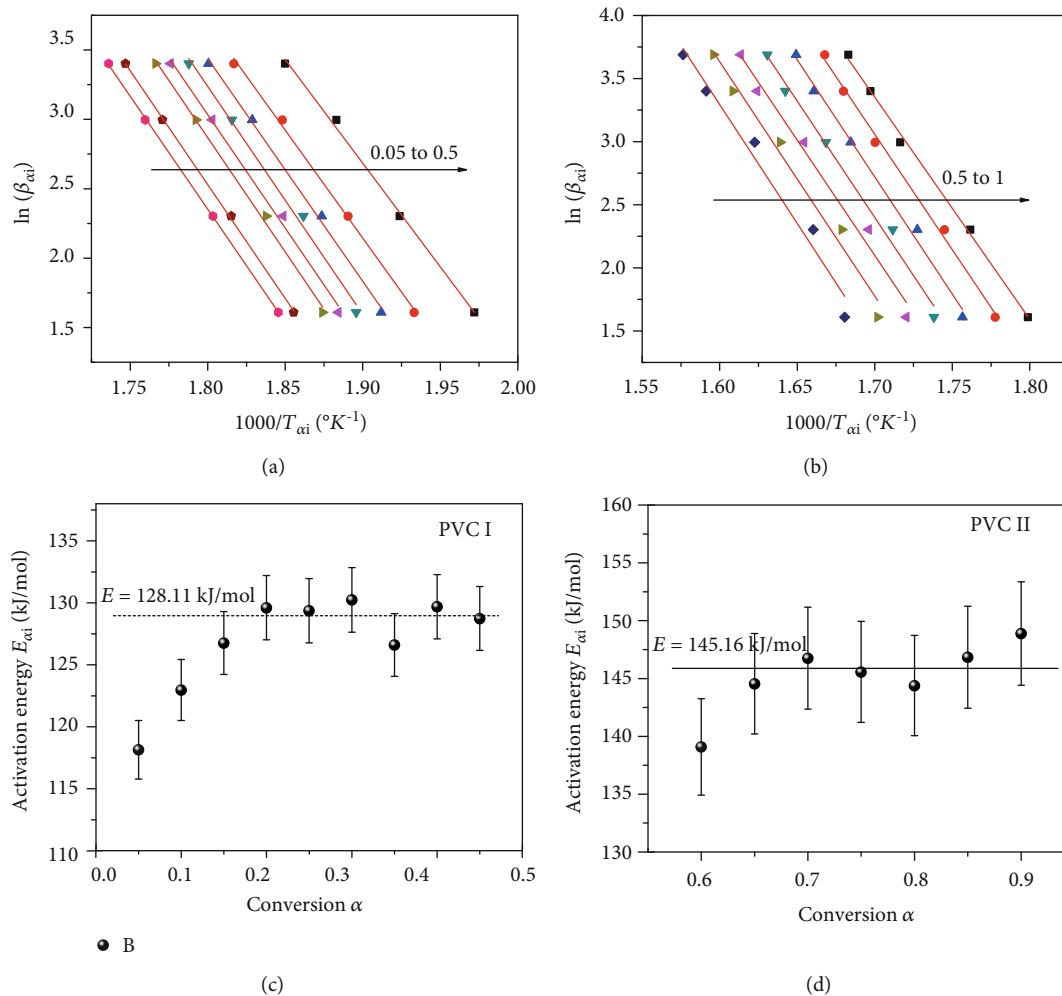 3.5
3.0
2.5
2.0
1.5
ln (βαi)
0.05 to 0.5
1.75 1.80 1.85 1.90 1.95 2.00
1000/Tαi (°K-1)
(a)
4.0
3.5
3.0
2.5
2.0
1.5
ln (βαi)
0.5 to 1
1.55 1.60 1.65 1.70 1.75 1.80
1000/Tαi (°K-1)
(b)
PVC I
135
130
125
120
115
110
Activation energy Eαi (kJ/mol)
E = 128.11 kJ/mol
0.0 0.1 0.2 0.3 0.4 0.5
Conversion α
B
(c)
PVC II
160
155
150
145
140
135
130
Activation energy Eαi (kJ/mol)
E = 145.16 kJ/mol
0.6 0.7 0.8 0.9
Conversion α
(d)